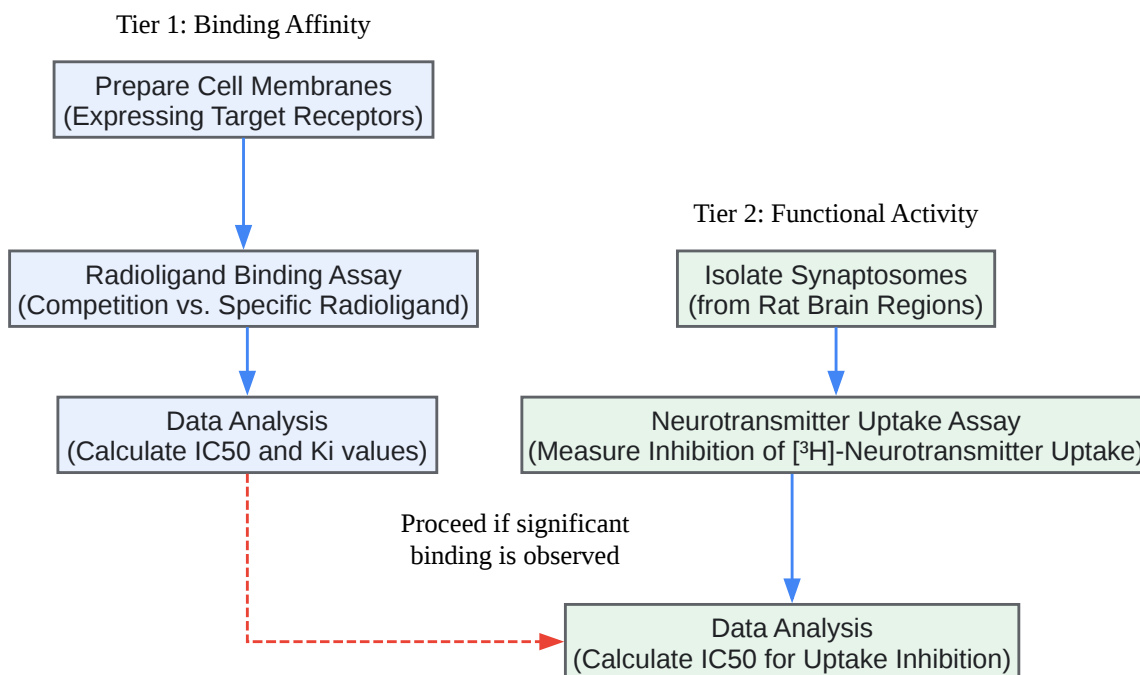 Tier 1: Binding Affinity
Prepare Cell Membranes
(Expressing Target Receptors)
Radioligand Binding Assay
(Competition vs. Specific Radioligand)
Data Analysis
(Calculate IC50 and Ki values)
Tier 2: Functional Activity
Isolate Synaptosomes
(from Rat Brain Regions)
Neurotransmitter Uptake Assay
(Measure Inhibition of [³H]-Neurotransmitter Uptake)
Proceed if significant
binding is observed
Data Analysis
(Calculate IC50 for Uptake Inhibition)